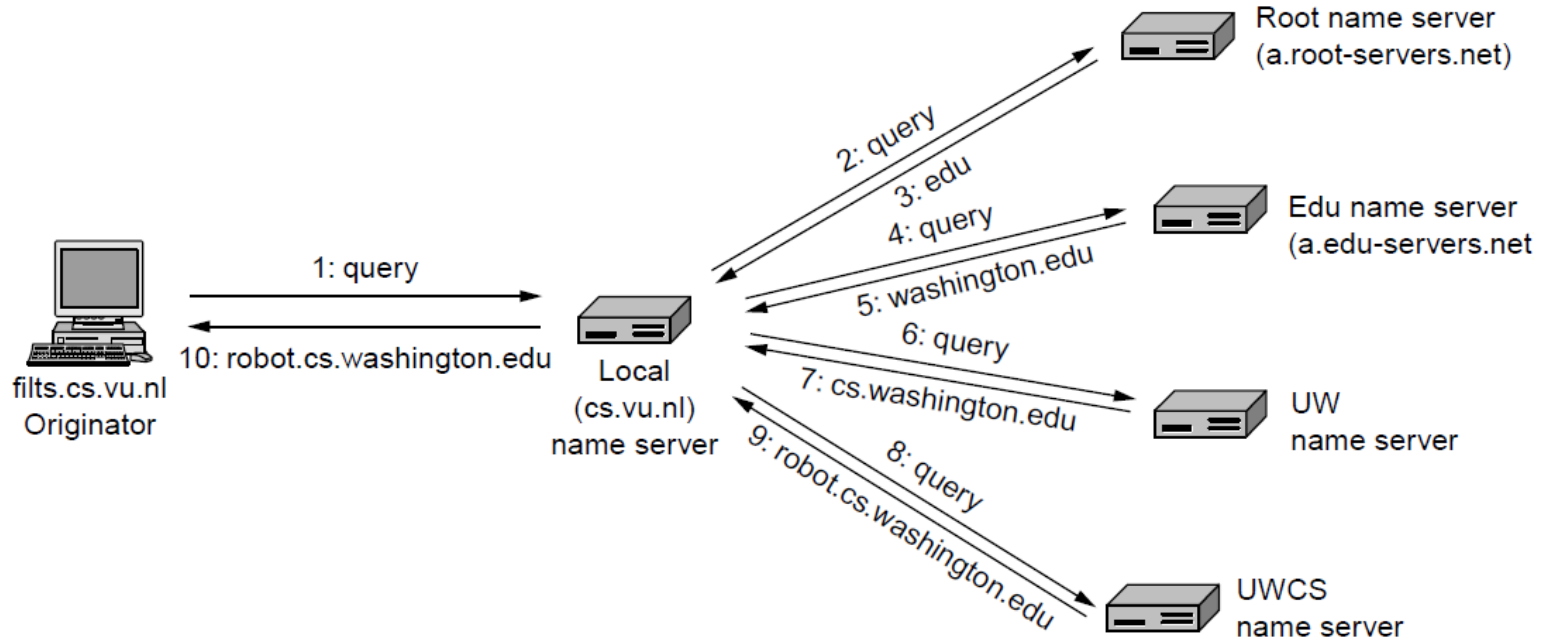 Root name server
(a.root-servers.net)
2: query
3: edu
4: query
Edu name server
(a.edu-servers.net
5: washington.edu
1: query
6: query
10: robot.cs.washington.edu
7: cs.washington.edu
filts.cs.vu.nl
Originator
Local
(cs.vu.nl)
name server
UW
name server
8: query
9: robot.cs.washington.edu
UWCS
name server